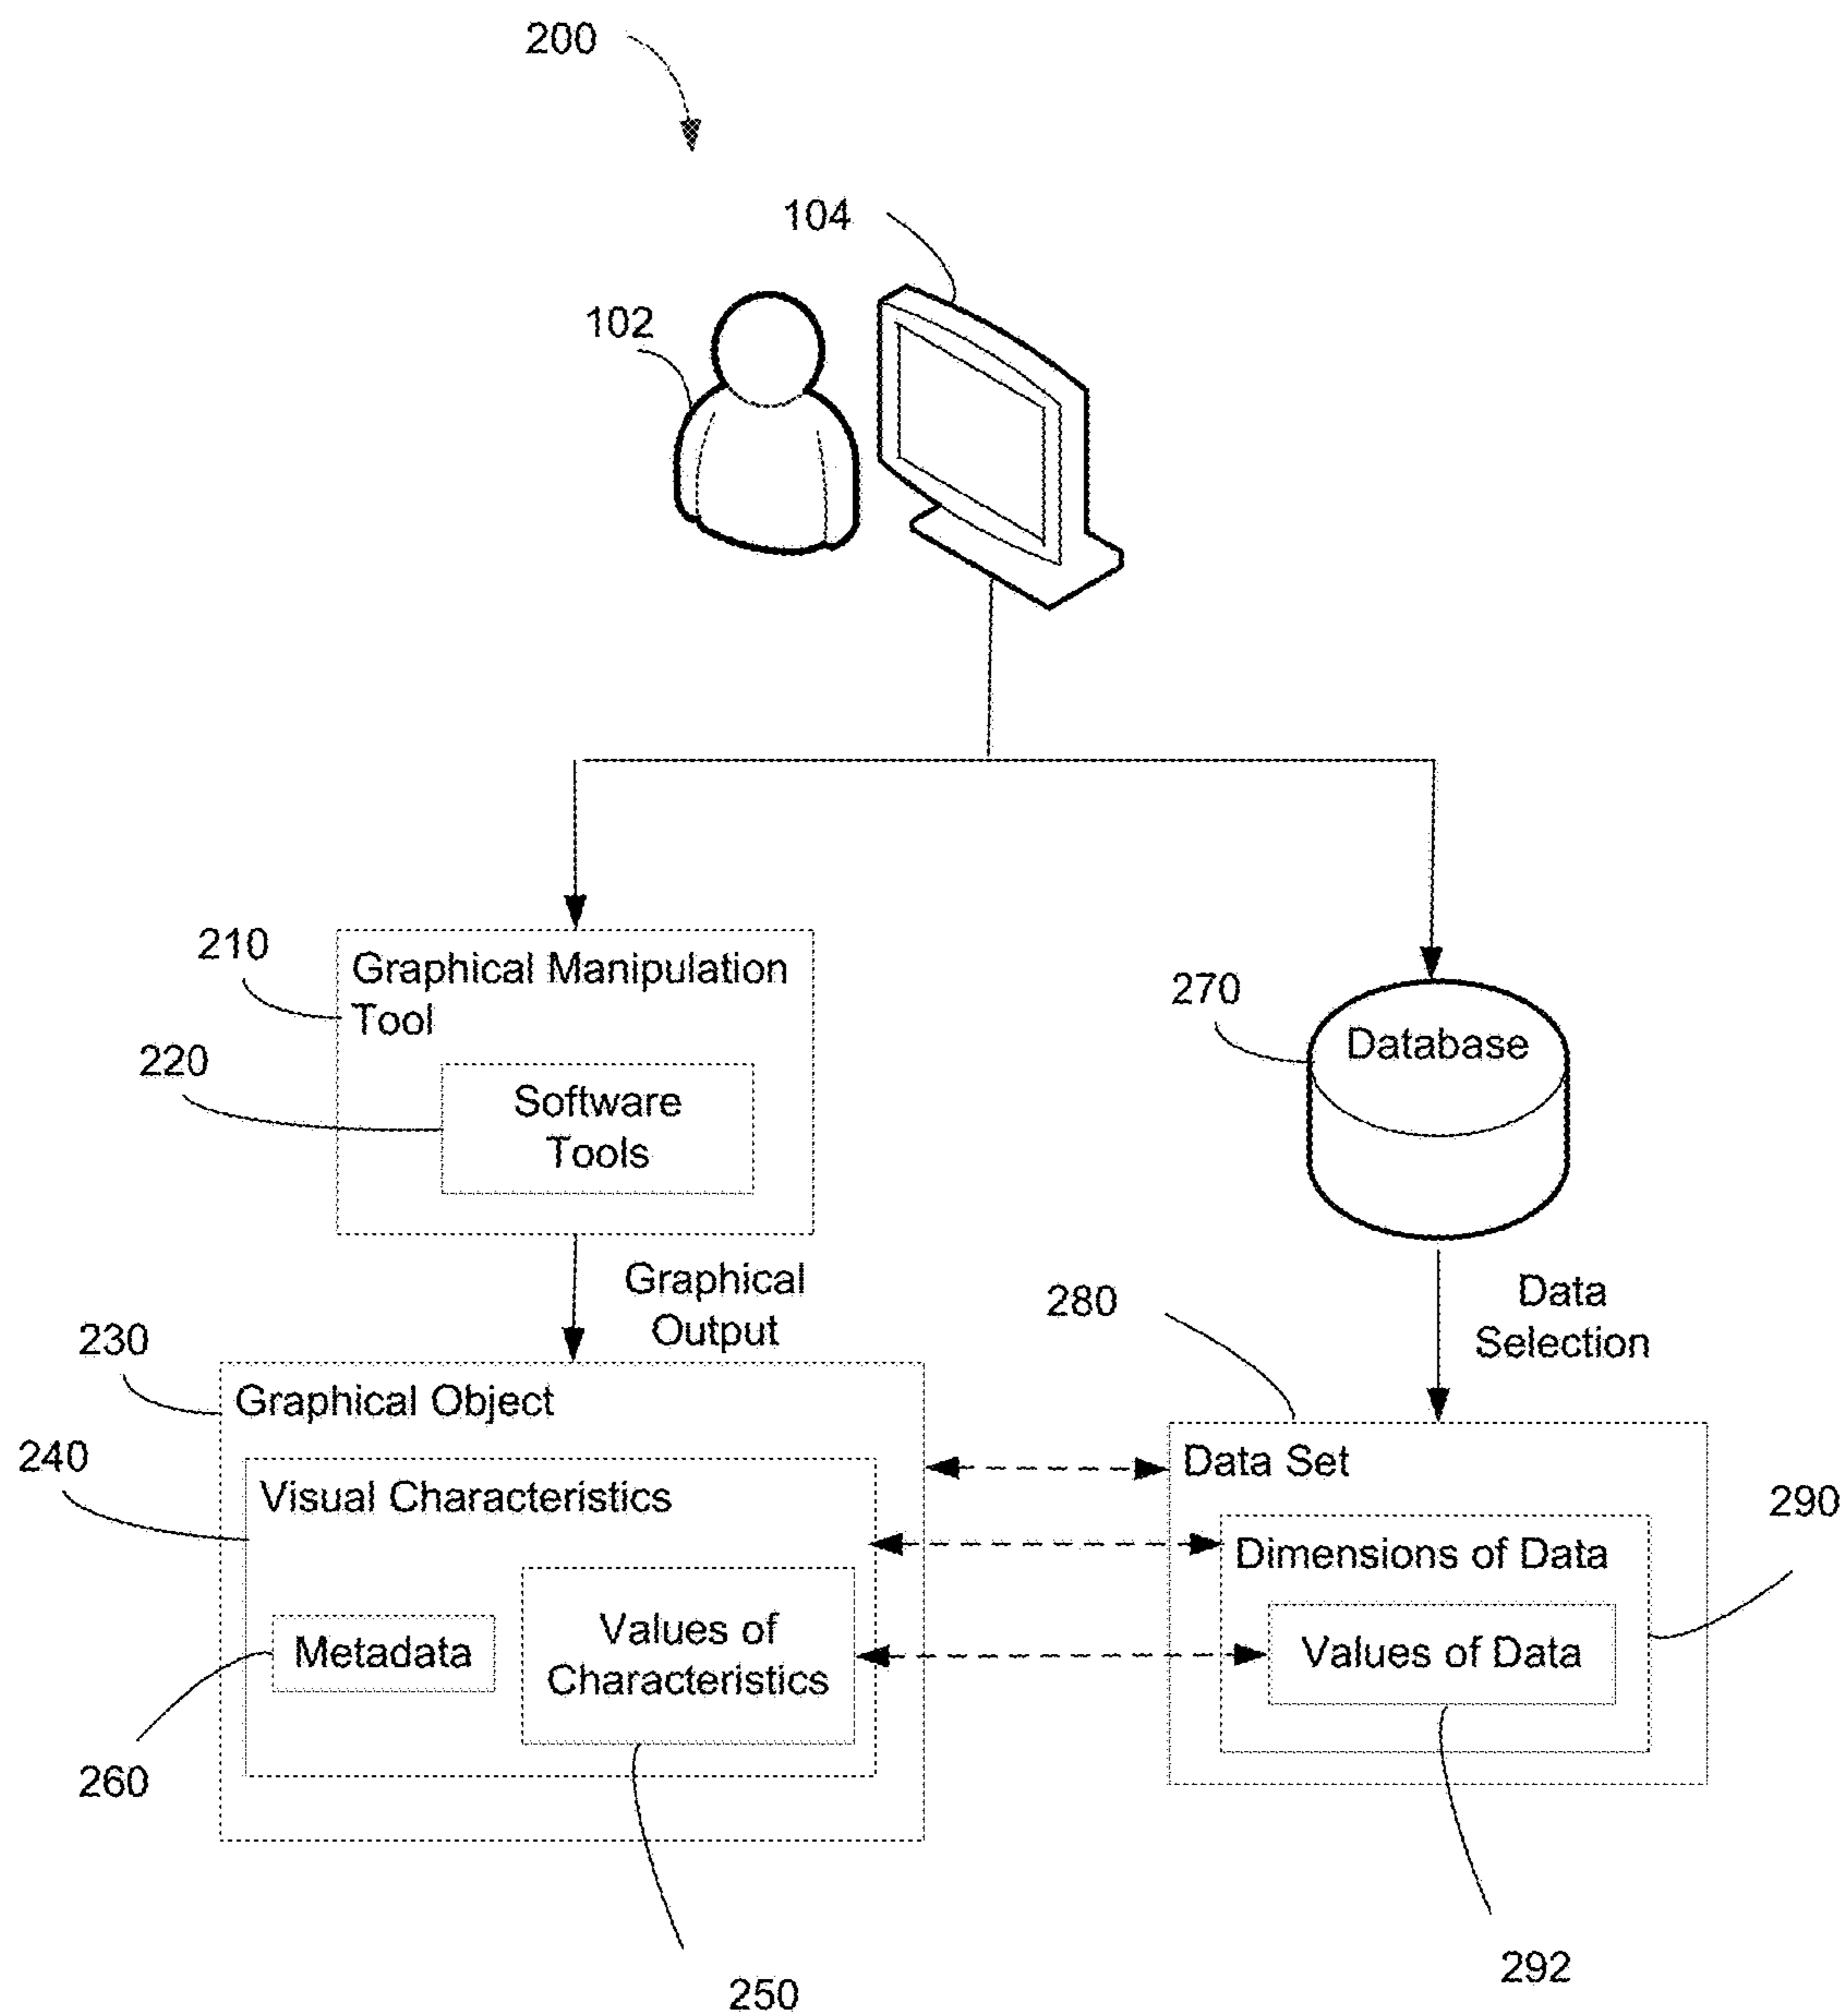 200
104
102
210
Graphical Manipulation
Tool
220
Software
Tools
270
Database
Graphical
Output
280
Data
Selection
230
Graphical Object
240
Visual Characteristics
Data Set
290
Dimensions of Data
Metadata
Values of
Characteristics
Values of Data
260
250
292